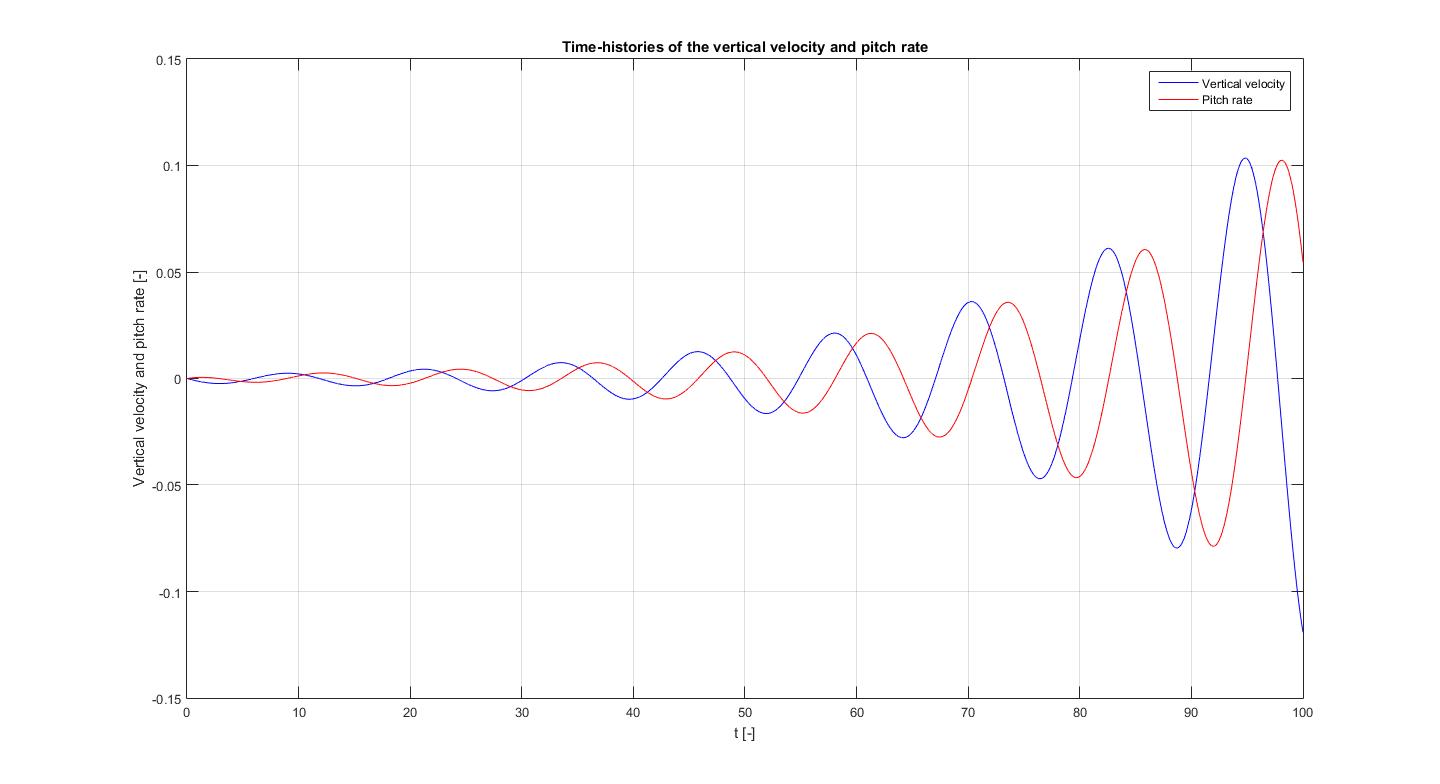 Time-histories of the vertical velocity and pitch rate
Vertical velocity
Pitch rate
Vertical velocity and pitch rate [-]
0.15
0.1
0.05
0
-0.05
-0.1
-0.15
0 10 20 30 40 50 60 70 80 90 100
t [-]